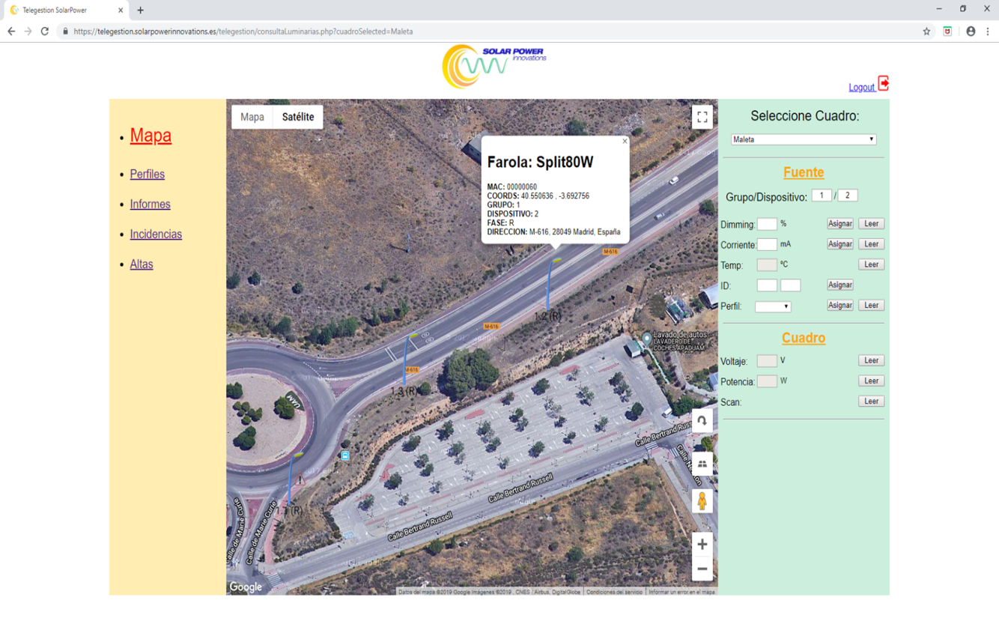 Telegestion SolarPower
https://telegestion.solarpowerinnovations.es/telegestion/consultaLuminarias.php?cuadroSelected=Maleta
SOLAR POWER
innovations
Logout
Mapa
Perfiles
Informes
Incidencias
Altas
Mapa Satélite
Farola: Split80W
MAC: 00000060
COORDS: 40.550636 , -3.692756
GRUPO: 1
DISPOSITIVO: 2
FASE: R
DIRECCION: M-616, 28049 Madrid, España
M-616
1.2 (R)
M-616
Lavado de autos
LAVADERO DE
COCHES APADUAM
M-616
1.3 (R)
UAM
Calle Bertrand Russell
Calle Bertrand Russell
Calle Bertrand Russell
1.1 (R)
Calle de Marie Curie
Calle de Marie Curie
Google
Datos del mapa ©2019 Google Imágenes ©2019 , CNES / Airbus, DigitalGlobe Condiciones del servicio Informar un error en el mapa
Seleccione Cuadro:
Maleta
Fuente
Grupo/Dispositivo: 1 / 2
Dimming: % Asignar Leer
Corriente: mA Asignar Leer
Temp: ºC Leer
ID: Asignar
Perfil: Asignar Leer
Cuadro
Voltaje: V Leer
Potencia: W Leer
Scan: Leer